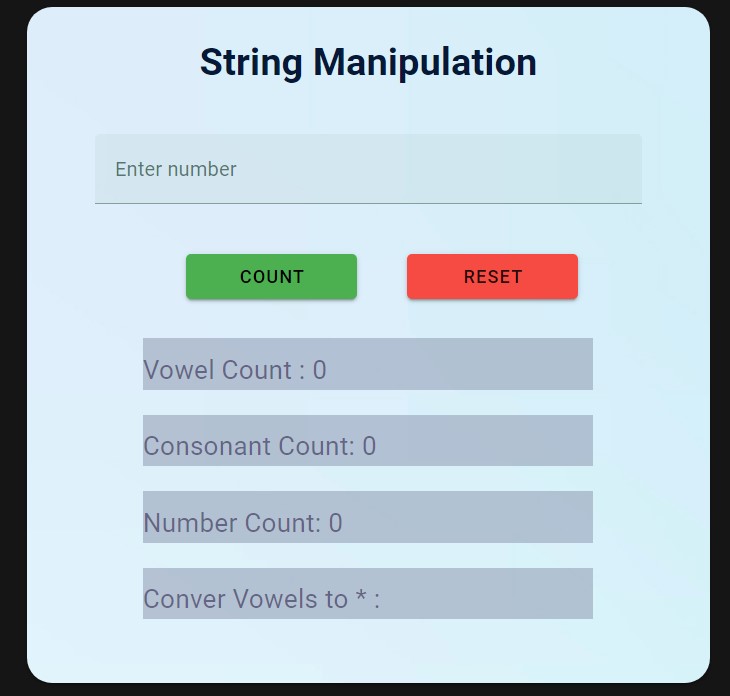 String Manipulation
Enter number
COUNT RESET
Vowel Count : 0
Consonant Count: 0
Number Count: 0
Conver Vowels to * :